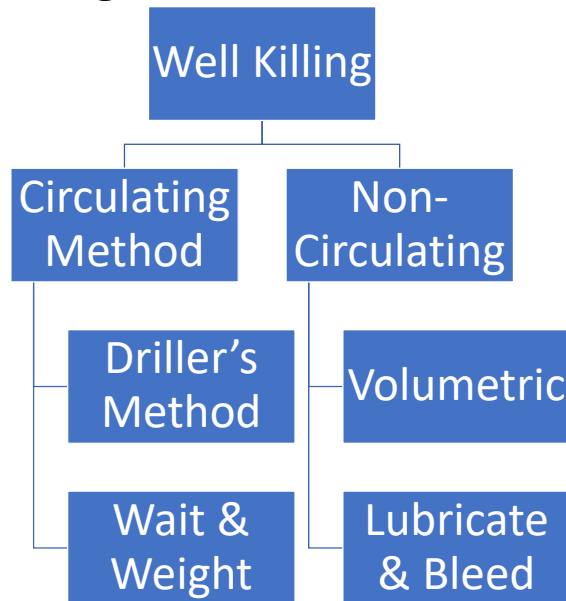 Well Killing
Circulating
Method
Non-
Circulating
Driller's
Method
Volumetric
Wait &
Weight
Lubricate
& Bleed